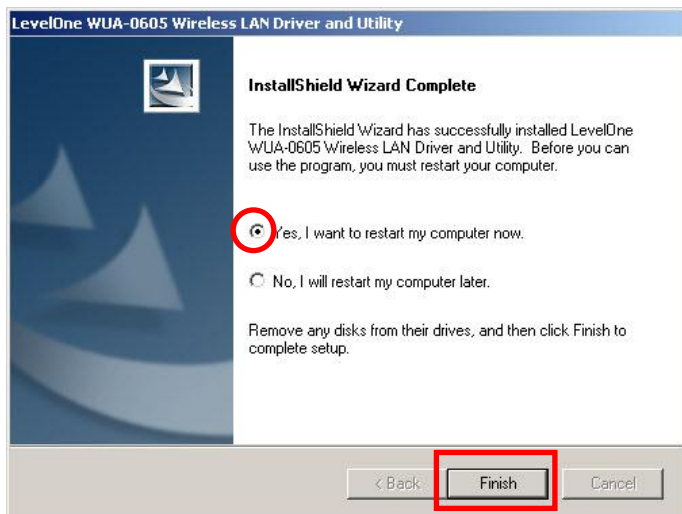 LevelOne WUA-0605 Wireless LAN Driver and Utility
InstallShield Wizard Complete
The InstallShield Wizard has successfully installed LevelOne
WUA-0605 Wireless LAN Driver and Utility.  Before you can
use the program, you must restart your computer.
Yes, I want to restart my computer now.
No, I will restart my computer later.
Remove any disks from their drives, and then click Finish to
complete setup.
< Back
Finish
Cancel